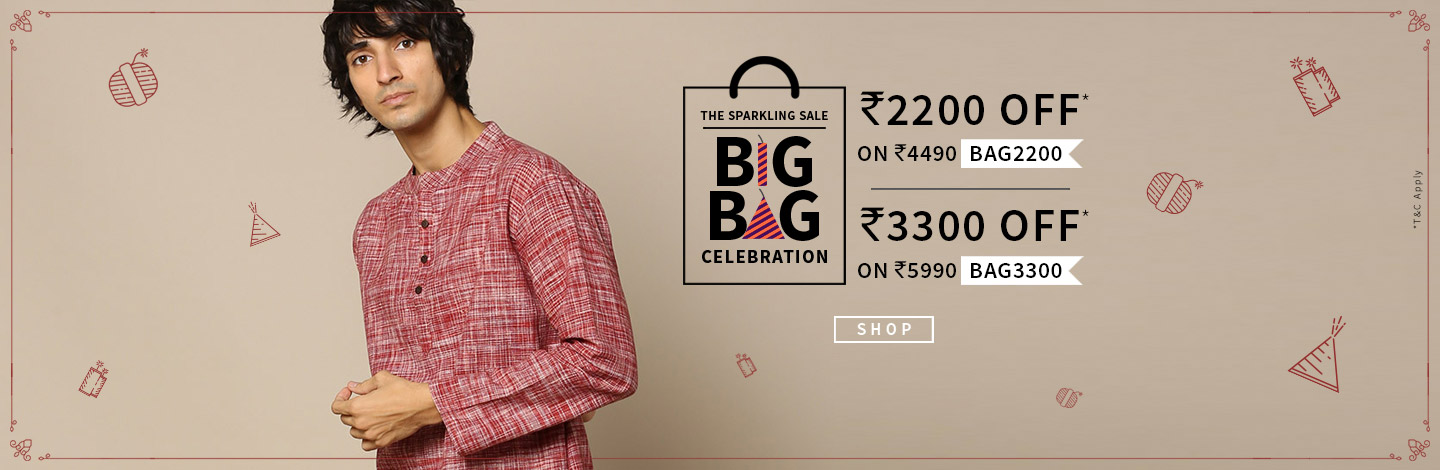 THE SPARKLING SALE
BIG
BAG
CELEBRATION
₹2200 OFF*
ON ₹4490 BAG2200
₹3300 OFF*
ON ₹5990 BAG3300
SHOP
*T&C Apply